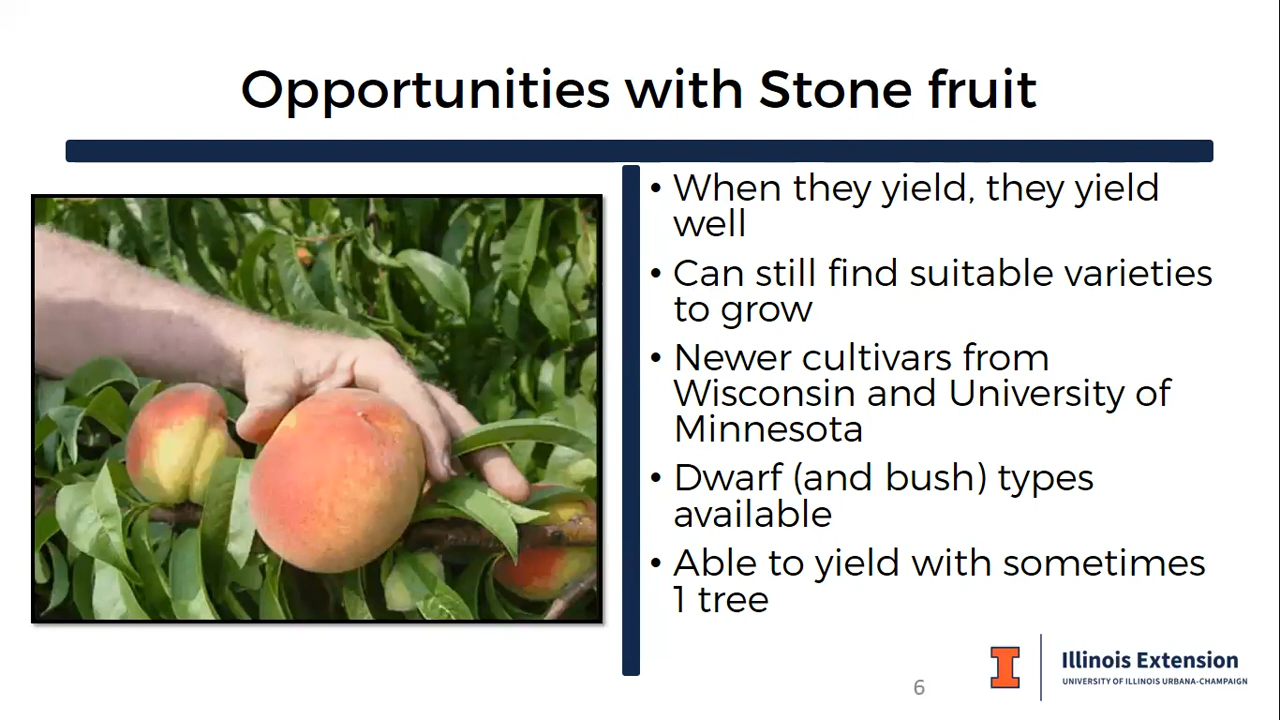 Opportunities with Stone fruit
• When they yield, they yield
well
• Can still find suitable varieties
to grow
• Newer cultivars from
Wisconsin and University of
Minnesota
• Dwarf (and bush) types
available
• Able to yield with sometimes
1 tree
6
I
Illinois Extension
UNIVERSITY OF ILLINOIS URBANA-CHAMPAIGN